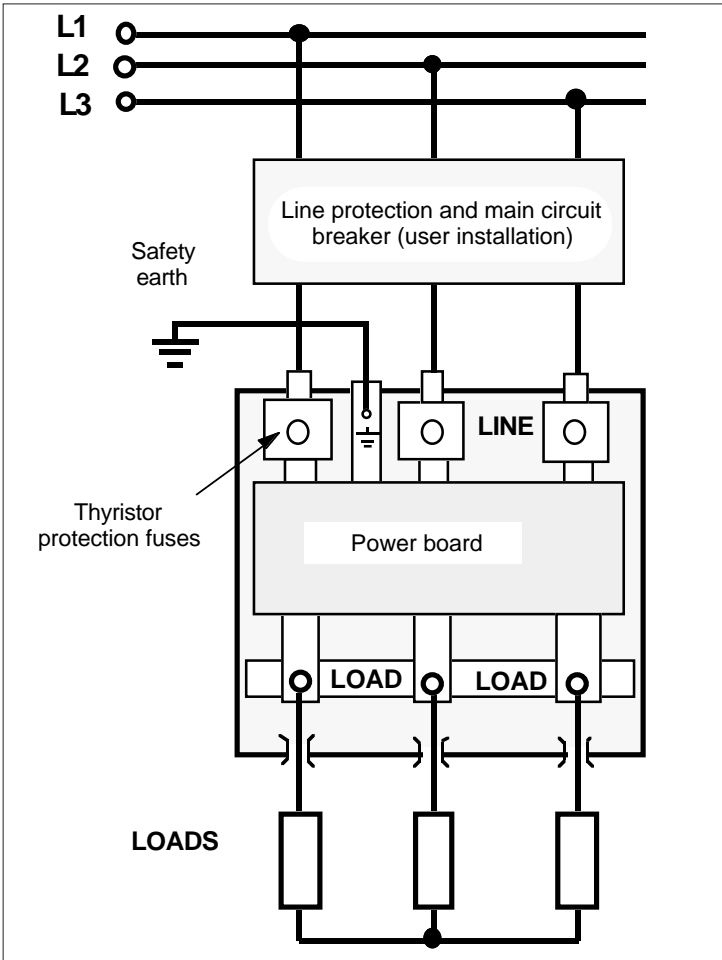 L1
L2
L3
Line protection and main circuit
breaker (user installation)
Safety
earth
LINE
Thyristor
protection fuses
Power board
LOAD
LOAD
LOADS